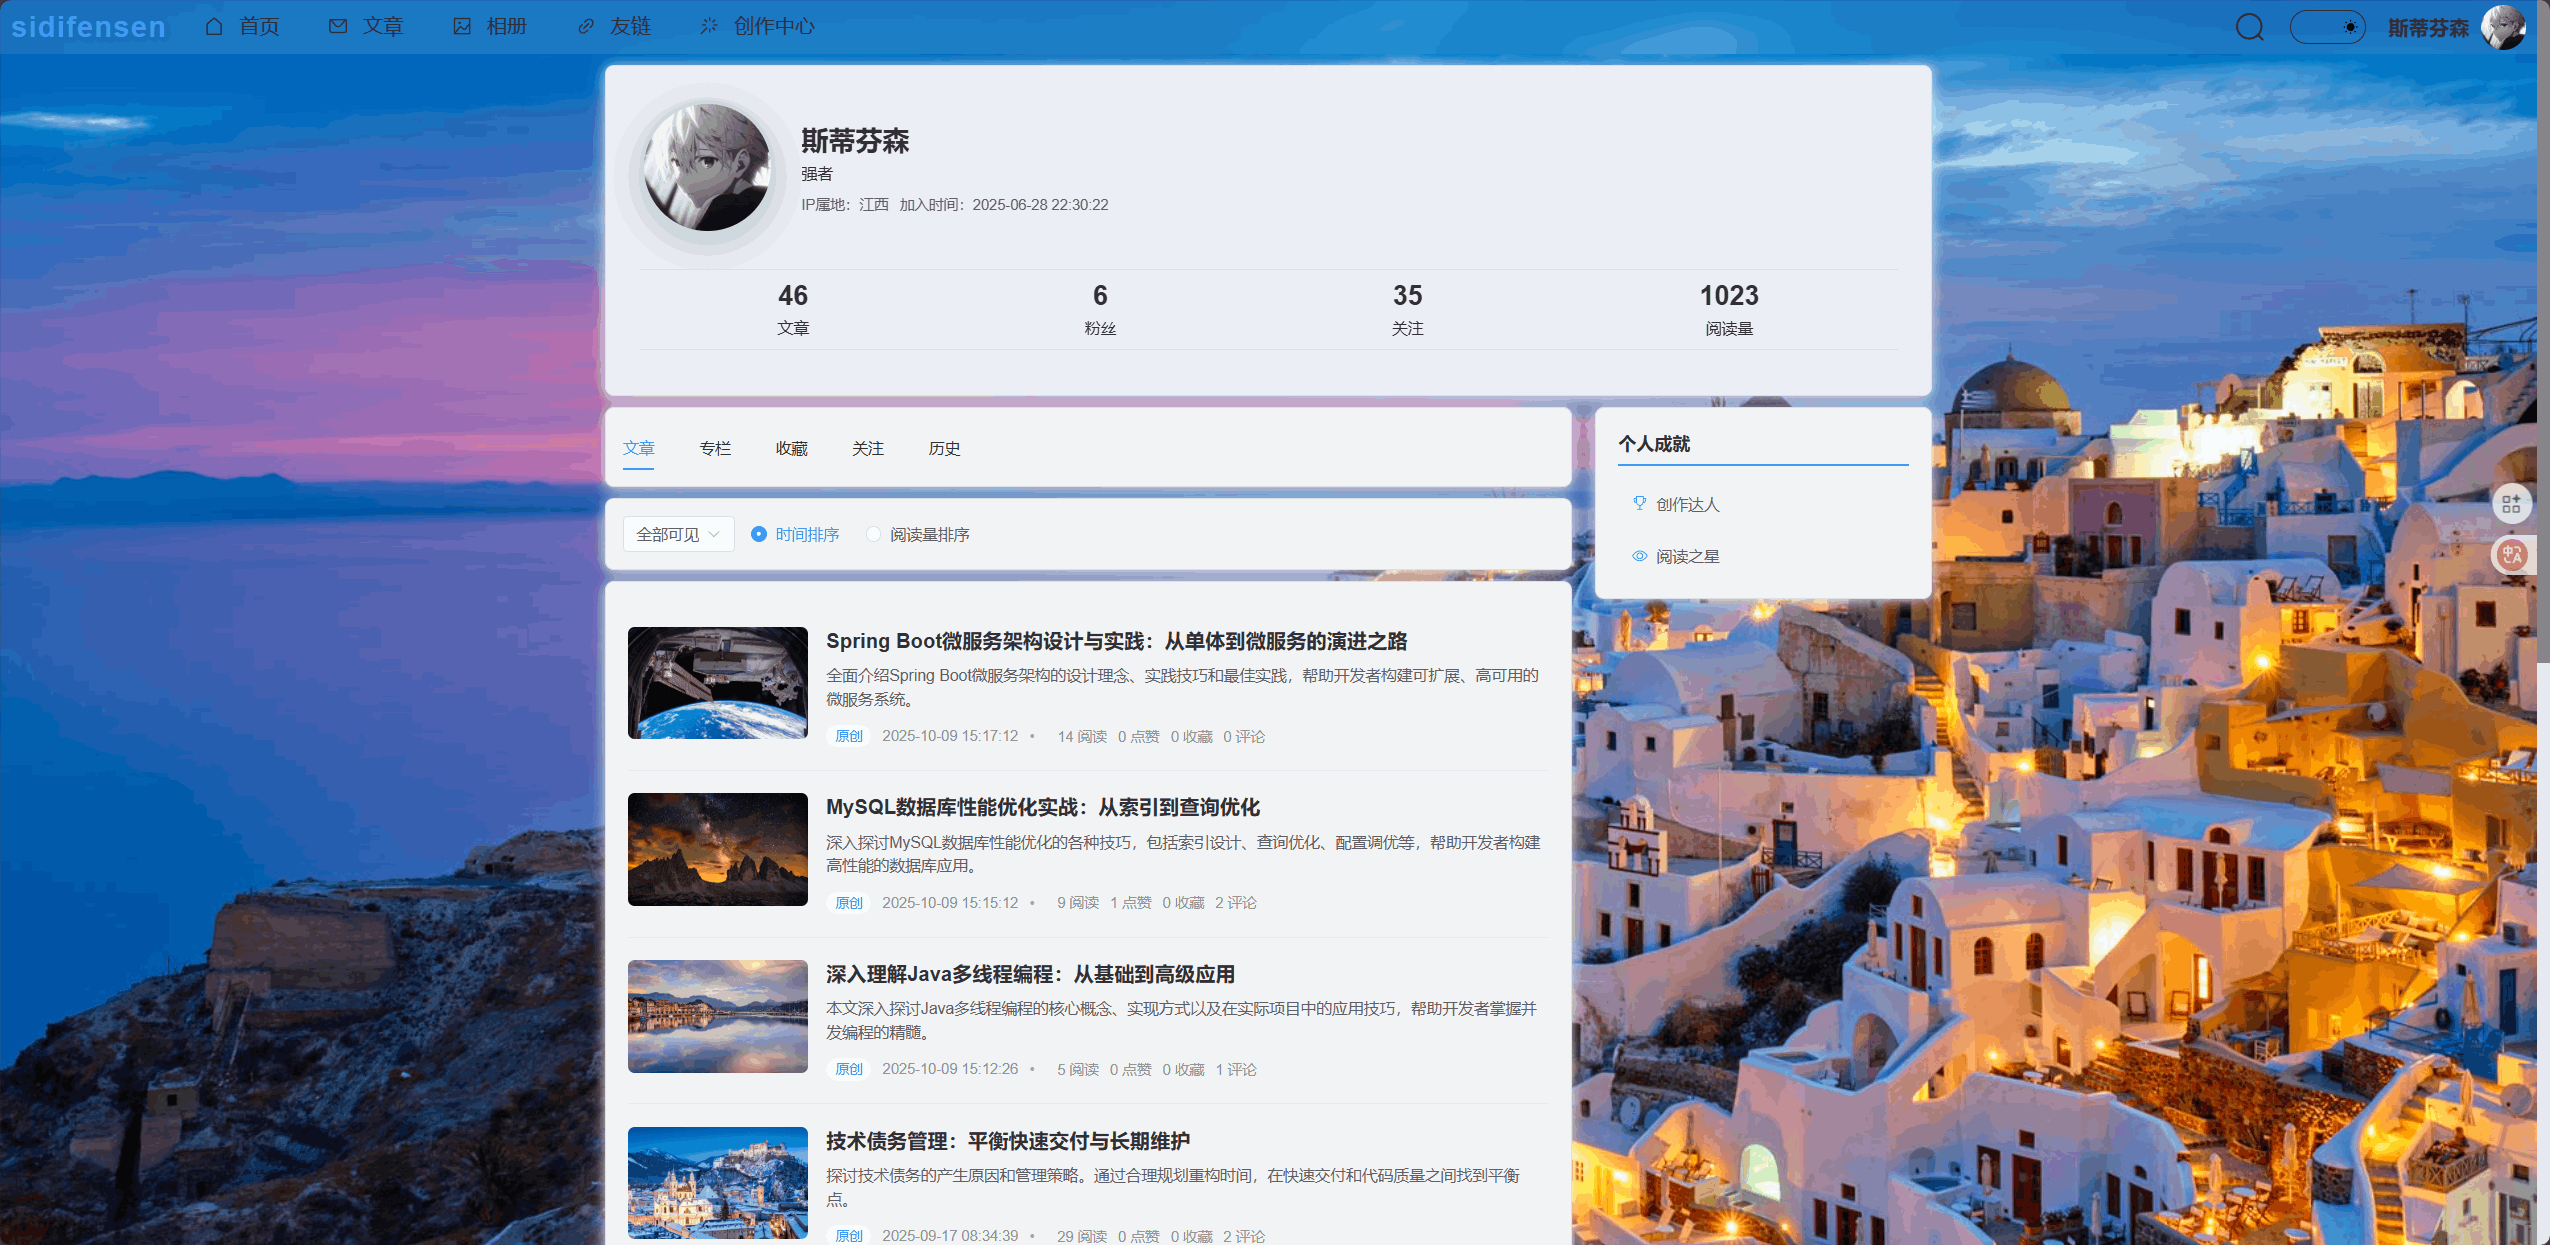 sidifensen 首页 文章 相册 友链 创作中心 斯蒂芬森
斯蒂芬森
强者
IP属地：江西 加入时间：2025-06-28 22:30:22
46 6 35 1023
文章 粉丝 关注 阅读量
文章 专栏 收藏 关注 历史
个人成就
创作达人
阅读之星
全部可见 时间排序 阅读量排序
Spring Boot微服务架构设计与实践：从单体到微服务的演进之路
全面介绍Spring Boot微服务架构的设计理念、实践技巧和最佳实践，帮助开发者构建可扩展、高可用的
微服务系统。
原创 2025-10-09 15:17:12 • 14 阅读 0 点赞 0 收藏 0 评论
MySQL数据库性能优化实战：从索引到查询优化
深入探讨MySQL数据库性能优化的各种技巧，包括索引设计、查询优化、配置调优等，帮助开发者构建
高性能的数据库应用。
原创 2025-10-09 15:15:12 • 9 阅读 1 点赞 0 收藏 2 评论
深入理解Java多线程编程：从基础到高级应用
本文深入探讨Java多线程编程的核心概念、实现方式以及在实际项目中的应用技巧，帮助开发者掌握并
发编程的精髓。
原创 2025-10-09 15:12:26 • 5 阅读 0 点赞 0 收藏 1 评论
技术债务管理：平衡快速交付与长期维护
探讨技术债务的产生原因和管理策略。通过合理规划重构时间，在快速交付和代码质量之间找到平衡
点。
原创 2025-09-17 08:34:39 • 29 阅读 0 点赞 0 收藏 2 评论